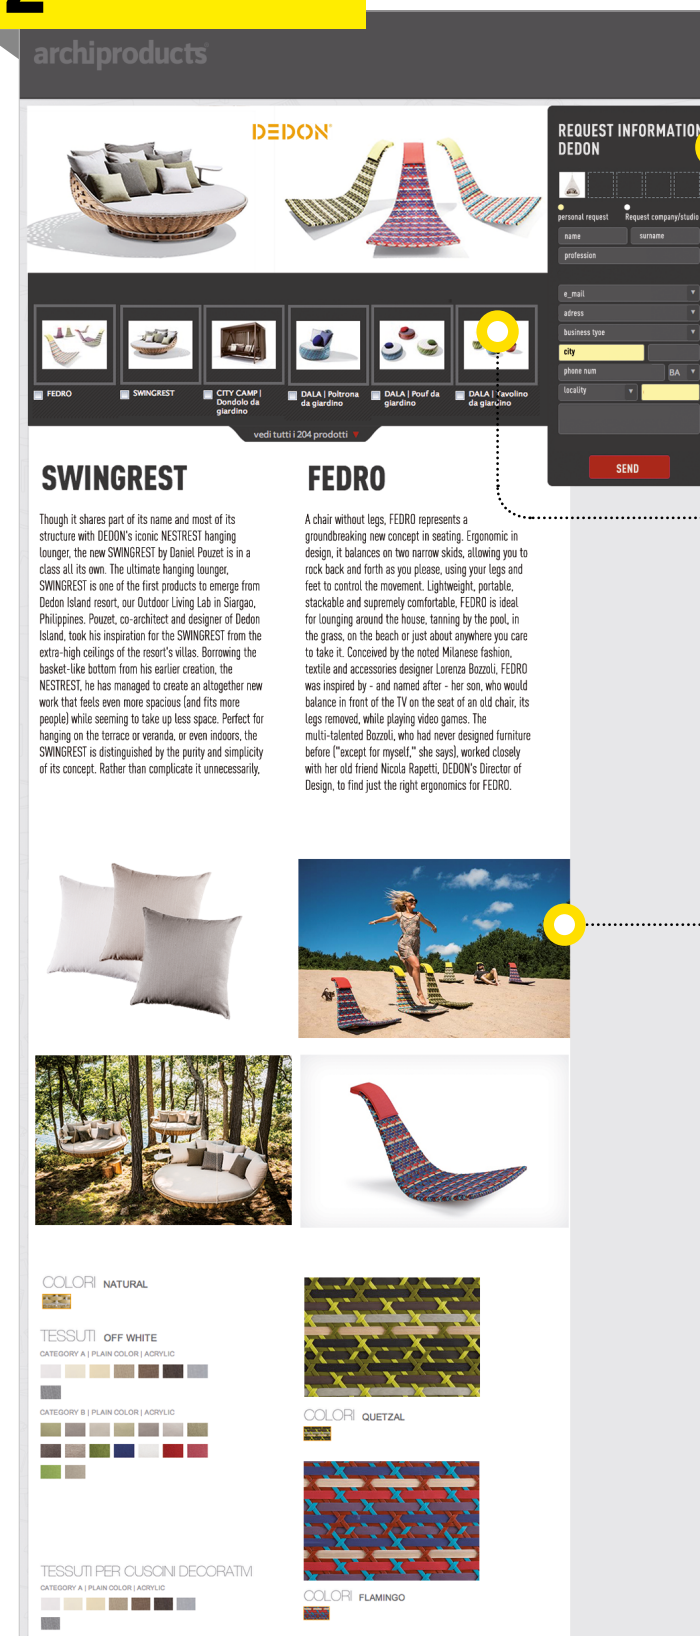 archiproducts
DEDON
REQUEST INFORMATION
DEDON
personal request
Request company/studio
name
surname
profession
e_mail
adress
business tyoe
city
phone num
BA
locality
SEND
FEDRO
SWINGREST
CITY CAMP |
Dondolo da
giardino
DALA | Poltrona
da giardino
DALA | Pouf da
giardino
DALA | Tavolino
da giardino
vedi tutti i 204 prodotti
SWINGREST
Though it shares part of its name and most of its
structure with DEDON's iconic NESTREST hanging
lounger, the new SWINGREST by Daniel Pouzet is in a
class all its own. The ultimate hanging lounger,
SWINGREST is one of the first products to emerge from
Dedon Island resort, our Outdoor Living Lab in Siargao,
Philippines. Pouzet, co-architect and designer of Dedon
Island, took his inspiration for the SWINGREST from the
extra-high ceilings of the resort's villas. Borrowing the
basket-like bottom from his earlier creation, the
NESTREST, he has managed to create an altogether new
work that feels even more spacious (and fits more
people) while seeming to take up less space. Perfect for
hanging on the terrace or veranda, or even indoors, the
SWINGREST is distinguished by the purity and simplicity
of its concept. Rather than complicate it unnecessarily,
FEDRO
A chair without legs, FEDRO represents a
groundbreaking new concept in seating. Ergonomic in
design, it balances on two narrow skids, allowing you to
rock back and forth as you please, using your legs and
feet to control the movement. Lightweight, portable,
stackable and supremely comfortable, FEDRO is ideal
for lounging around the house, tanning by the pool, in
the grass, on the beach or just about anywhere you care
to take it. Conceived by the noted Milanese fashion,
textile and accessories designer Lorenza Bozzoli, FEDRO
was inspired by - and named after - her son, who would
balance in front of the TV on the seat of an old chair, its
legs removed, while playing video games. The
multi-talented Bozzoli, who had never designed furniture
before ("except for myself," she says), worked closely
with her old friend Nicola Rapetti, DEDON's Director of
Design, to find just the right ergonomics for FEDRO.
COLORI NATURAL
TESSUTI OFF WHITE
CATEGORY A | PLAIN COLOR | ACRYLIC
CATEGORY B | PLAIN COLOR | ACRYLIC
TESSUTI PER CUSCINI DECORATIVI
CATEGORY A | PLAIN COLOR | ACRYLIC
COLORI QUETZAL
COLORI FLAMINGO